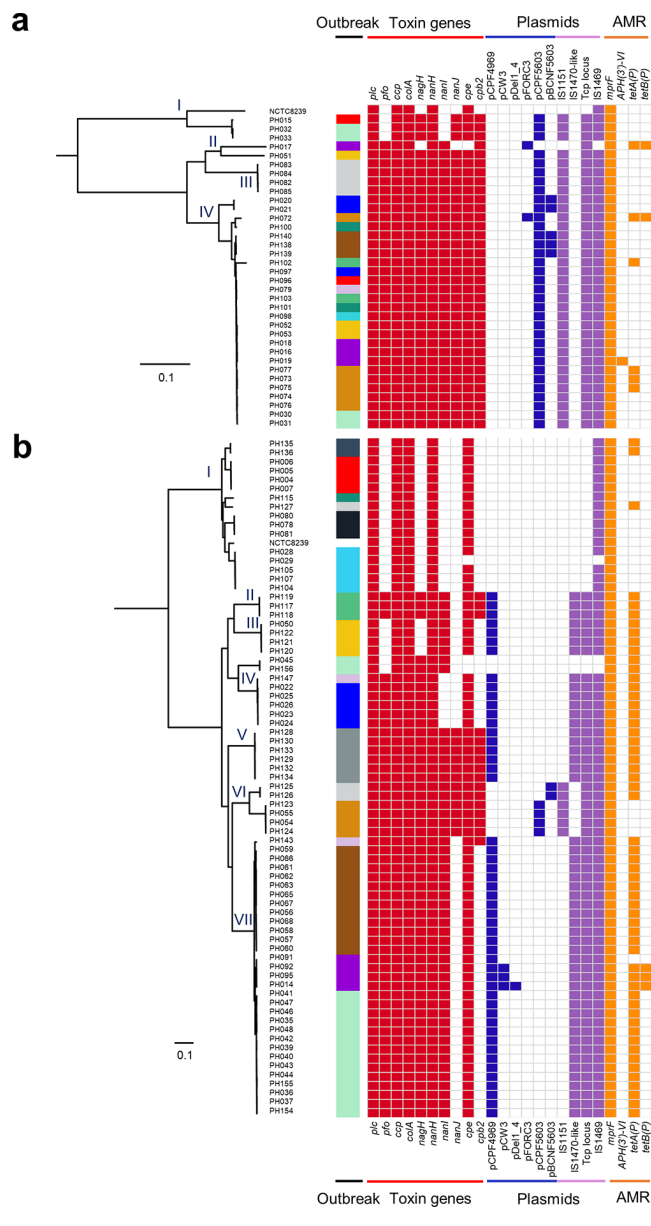 a
Outbreak Toxin genes Plasmids AMR
plc pfo ccp colA nagH nanH nanI nanJ cpe cpb2 pCPF4969 pCW3 pDel1_4 pFORC3 pCPF5603 pBCNF5603 IS1151 IS1470-like Tcp locus IS1469 mprF APH(3')-VI tetA(P) tetB(P)
I
NCTC8239
PH015
PH032
PH033
II
PH017
PH051
PH083
PH084
III
PH082
PH085
PH020
IV
PH021
PH072
PH100
PH140
PH138
PH139
PH102
PH097
PH096
PH079
PH103
PH101
PH098
PH052
PH053
PH018
PH016
PH019
PH077
PH073
PH075
PH074
PH076
PH030
PH031
0.1
b
PH135
PH136
PH006
I
PH005
PH004
PH007
PH115
PH127
PH080
PH078
PH081
NCTC8239
PH028
PH029
PH105
PH107
PH104
II
PH119
PH117
PH118
III
PH050
PH122
PH121
PH120
PH045
PH156
IV
PH147
PH022
PH025
PH026
PH023
PH024
V
PH128
PH130
PH133
PH129
PH132
PH134
VI
PH125
PH126
PH123
PH055
PH054
PH124
PH143
PH059
PH066
PH061
PH062
PH063
PH065
PH067
PH056
VII
PH068
PH058
PH057
PH060
PH091
PH092
PH095
PH014
PH041
PH047
PH046
PH035
PH048
PH042
PH039
PH040
PH043
PH044
PH155
PH036
PH037
PH154
0.1
plc pfo ccp colA nagH nanH nanI nanJ cpe cpb2 pCPF4969 pCW3 pDel1_4 pFORC3 pCPF5603 pBCNF5603 IS1151 IS1470-like Tcp locus IS1469 mprF APH(3')-VI tetA(P) tetB(P)
Outbreak Toxin genes Plasmids AMR